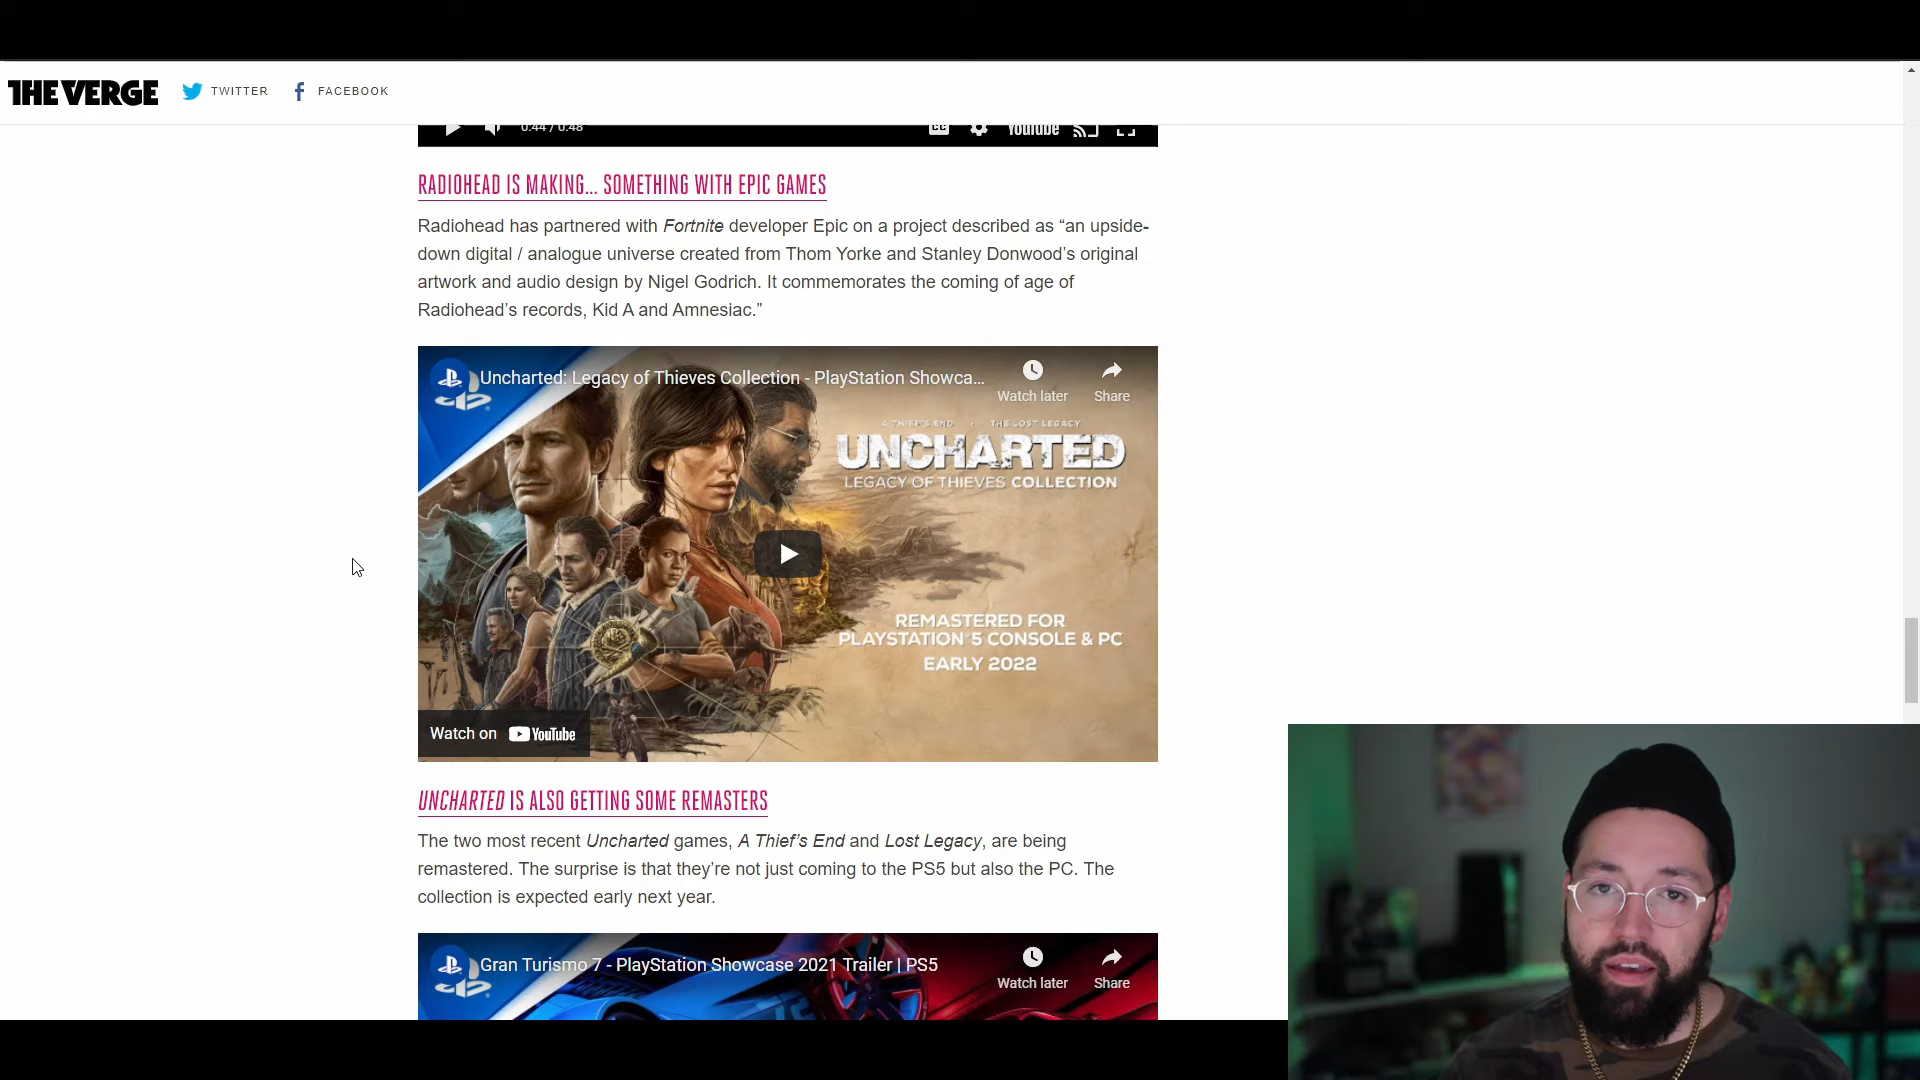 THE VERGE
TWITTER
FACEBOOK
0:44 / 0:48
CC
YouTube
RADIOHEAD IS MAKING... SOMETHING WITH EPIC GAMES
Radiohead has partnered with Fortnite developer Epic on a project described as “an upside-
down digital / analogue universe created from Thom Yorke and Stanley Donwood’s original
artwork and audio design by Nigel Godrich. It commemorates the coming of age of
Radiohead’s records, Kid A and Amnesiac.”
Uncharted: Legacy of Thieves Collection - PlayStation Showca...
Watch later
Share
A THIEF'S END • THE LOST LEGACY
UNCHARTED
LEGACY OF THIEVES COLLECTION
REMASTERED FOR
PLAYSTATION®5 CONSOLE & PC
EARLY 2022
Watch on YouTube
UNCHARTED IS ALSO GETTING SOME REMASTERS
The two most recent Uncharted games, A Thief’s End and Lost Legacy, are being
remastered. The surprise is that they’re not just coming to the PS5 but also the PC. The
collection is expected early next year.
Gran Turismo 7 - PlayStation Showcase 2021 Trailer | PS5
Watch later
Share